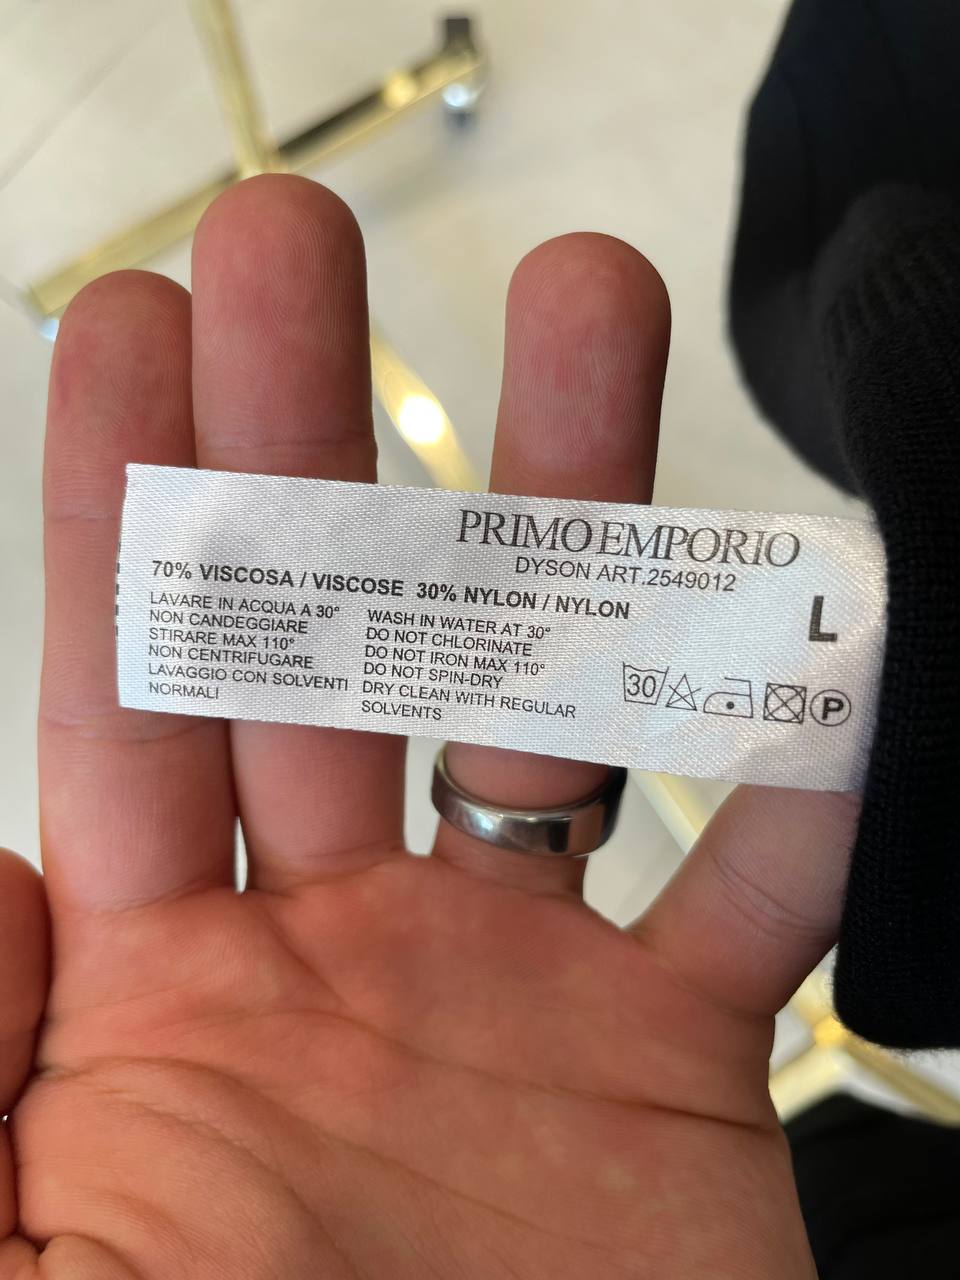 PRIMO EMPORIO
DYSON ART.2549012
70% VISCOSA / VISCOSE 30% NYLON / NYLON
L
LAVARE IN ACQUA A 30°
NON CANDEGGIARE
STIRARE MAX 110°
NON CENTRIFUGARE
LAVAGGIO CON SOLVENTI
NORMALI
WASH IN WATER AT 30°
DO NOT CHLORINATE
DO NOT IRON MAX 110°
DO NOT SPIN-DRY
DRY CLEAN WITH REGULAR
SOLVENTS
30 P